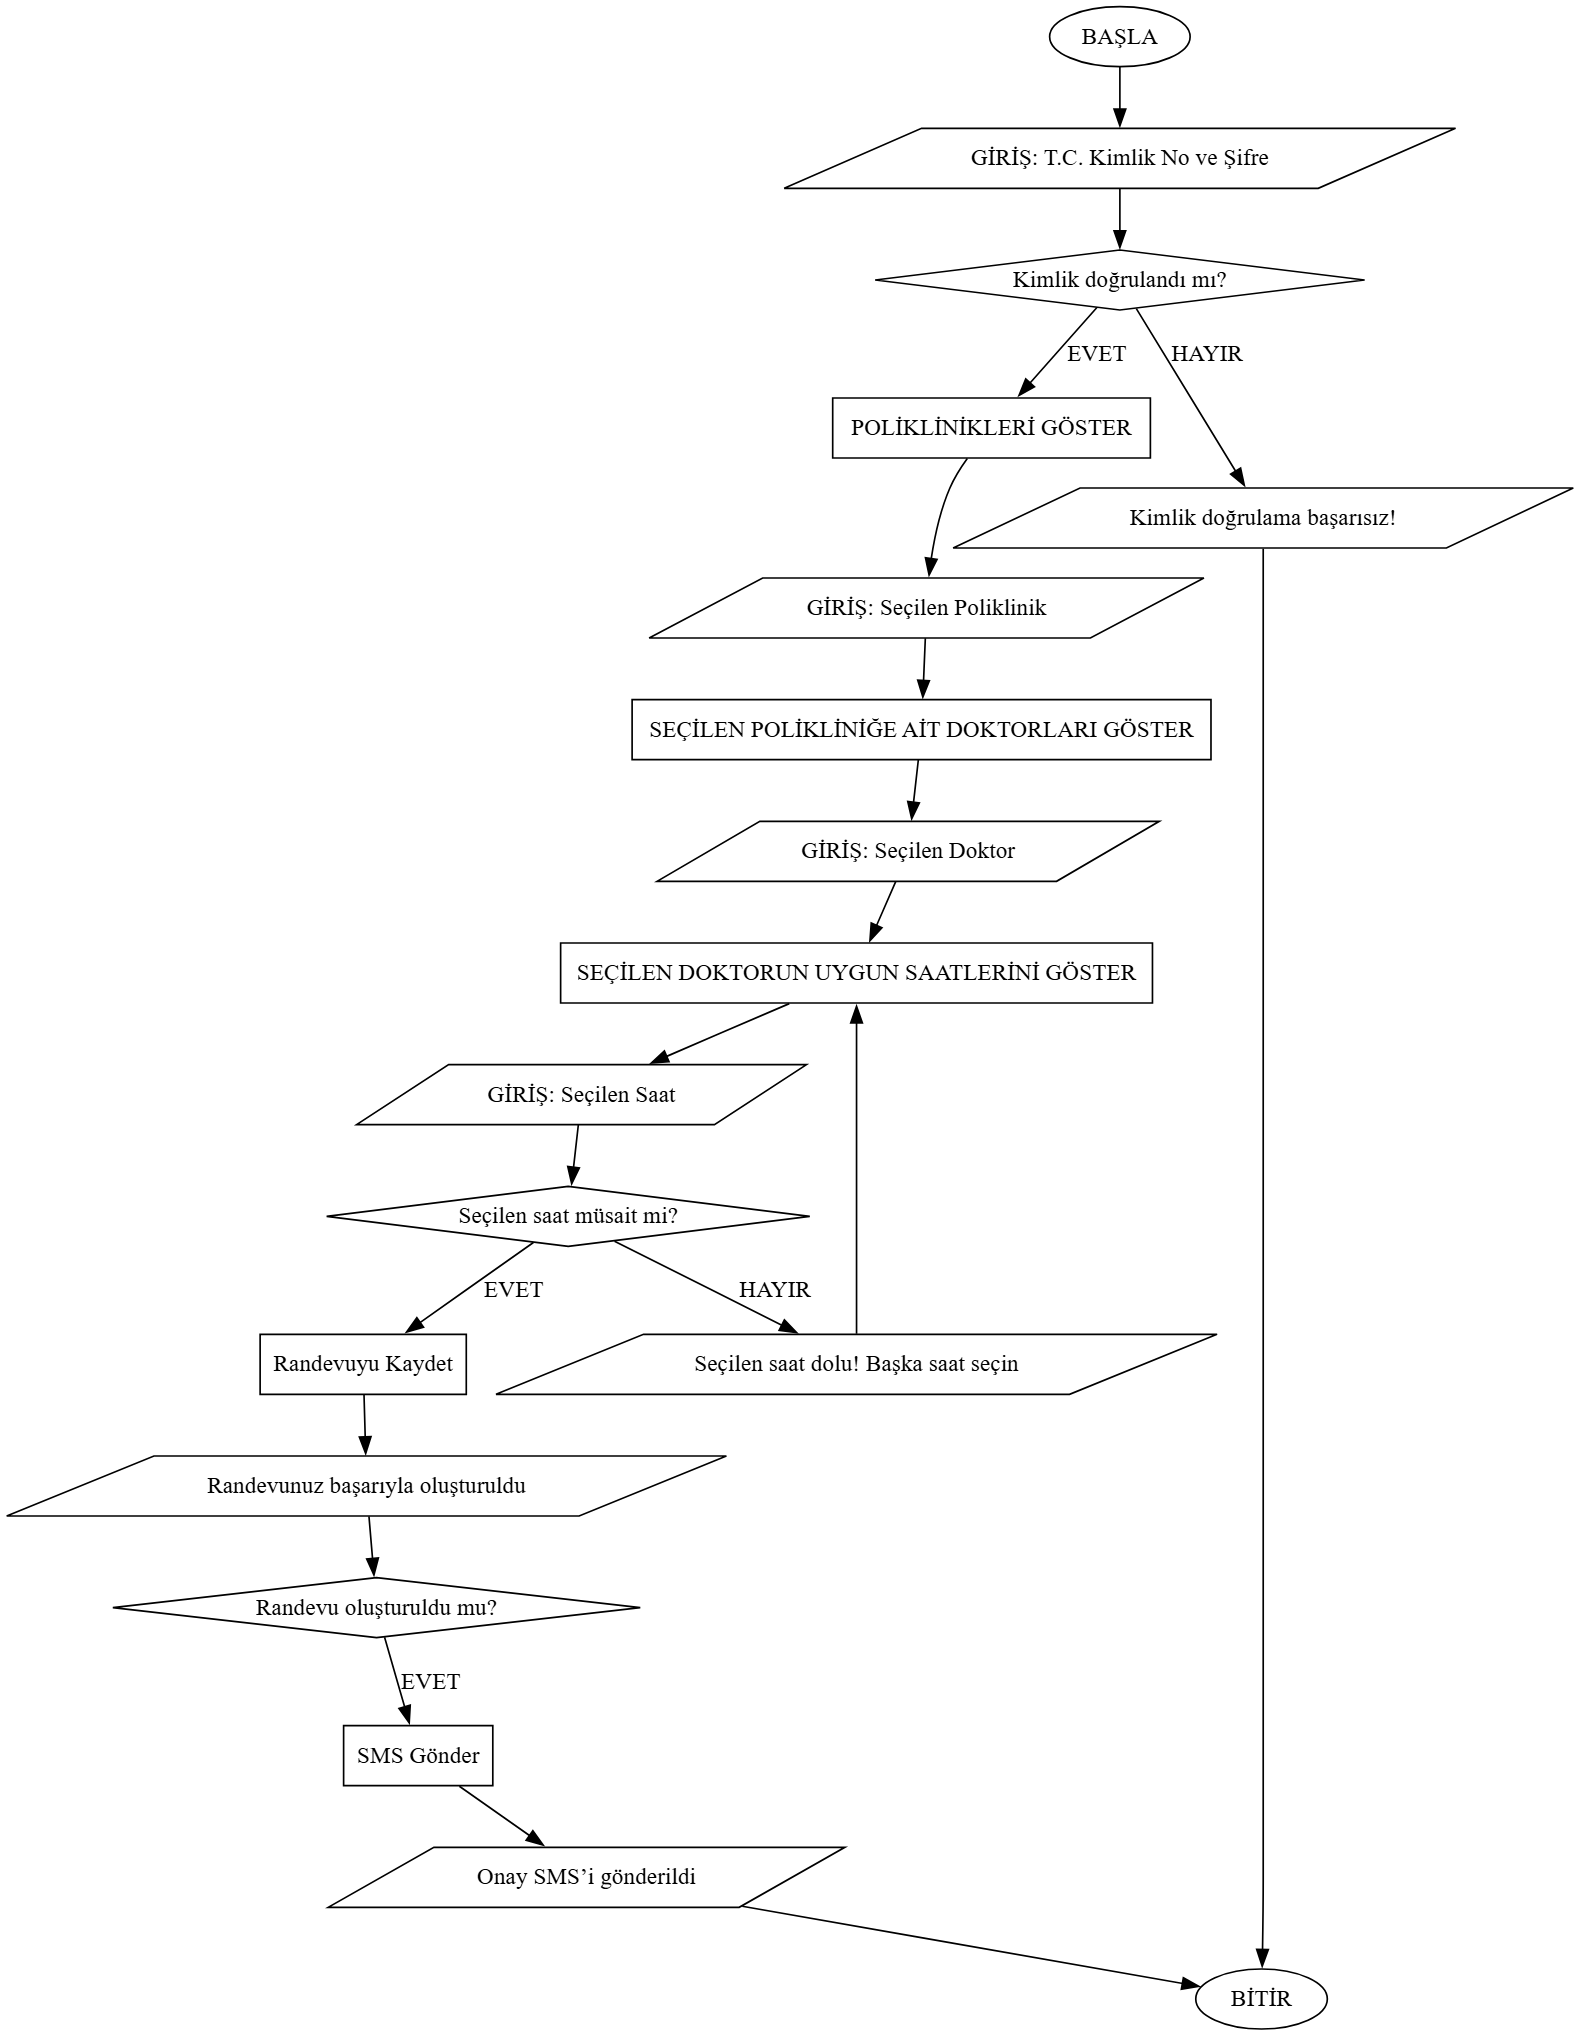 BAŞLA
GİRİŞ: T.C. Kimlik No ve Şifre
Kimlik doğrulandı mı?
EVET
HAYIR
POLİKLİNİKLERİ GÖSTER
Kimlik doğrulama başarısız!
GİRİŞ: Seçilen Poliklinik
SEÇİLEN POLİKLİNİĞE AİT DOKTORLARI GÖSTER
GİRİŞ: Seçilen Doktor
SEÇİLEN DOKTORUN UYGUN SAATLERİNİ GÖSTER
GİRİŞ: Seçilen Saat
Seçilen saat müsait mi?
EVET
HAYIR
Randevuyu Kaydet
Seçilen saat dolu! Başka saat seçin
Randevunuz başarıyla oluşturuldu
Randevu oluşturuldu mu?
EVET
SMS Gönder
Onay SMS’i gönderildi
BİTİR